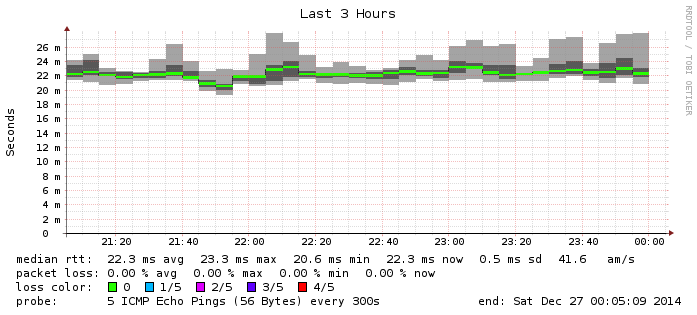 Last 3 Hours
RRDTOOL / TOBI OETIKER
Seconds
26 m
24 m
22 m
20 m
18 m
16 m
14 m
12 m
10 m
8 m
6 m
4 m
2 m
0
21:20 21:40 22:00 22:20 22:40 23:00 23:20 23:40 00:00
median rtt: 22.3 ms avg 23.3 ms max 20.6 ms min 22.3 ms now 0.5 ms sd 41.6 am/s
packet loss: 0.00 % avg 0.00 % max 0.00 % min 0.00 % now
loss color: 0 1/5 2/5 3/5 4/5
probe: 5 ICMP Echo Pings (56 Bytes) every 300s end: Sat Dec 27 00:05:09 2014